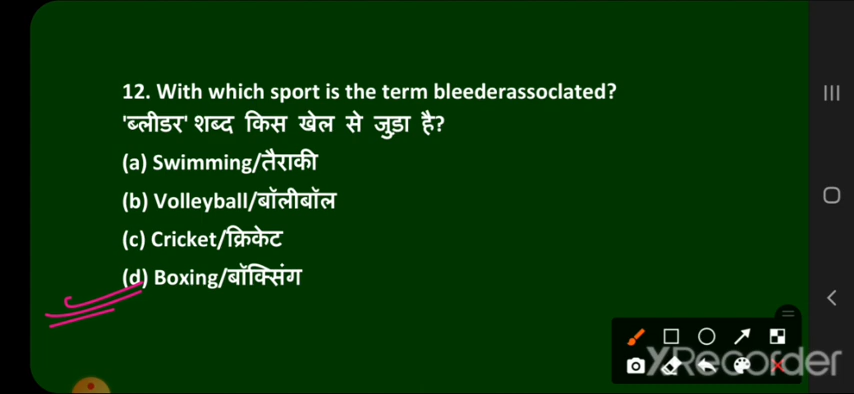 12. With which sport is the term bleederassoclated?
'ब्लीडर' शब्द किस खेल से जुडा है?
(a) Swimming/तैराकी
(b) Volleyball/बॉलीबॉल
(c) Cricket/क्रिकेट
(d) Boxing/बॉक्सिंग
XRecorder